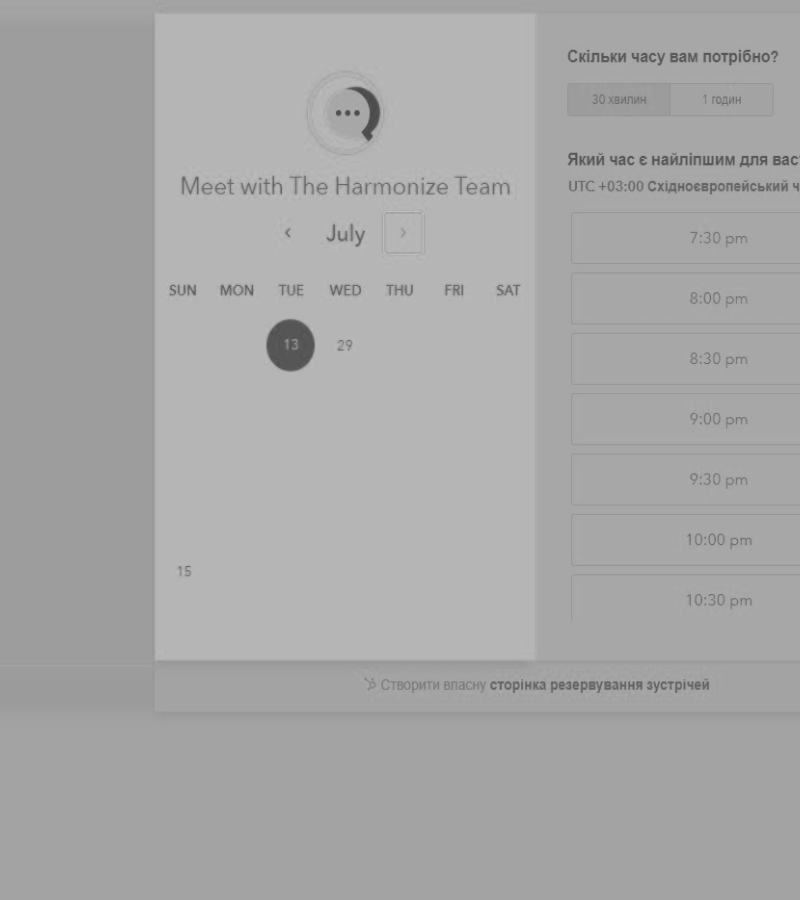 Meet with The Harmonize Team
‹ July ›
SUN MON TUE WED THU FRI SAT
13 29
15
Скільки часу вам потрібно?
30 хвилин 1 годин
Який час є найліпшим для вас
UTC +03:00 Східноєвропейський ч
7:30 pm
8:00 pm
8:30 pm
9:00 pm
9:30 pm
10:00 pm
10:30 pm
Створити власну сторінка резервування зустрічей